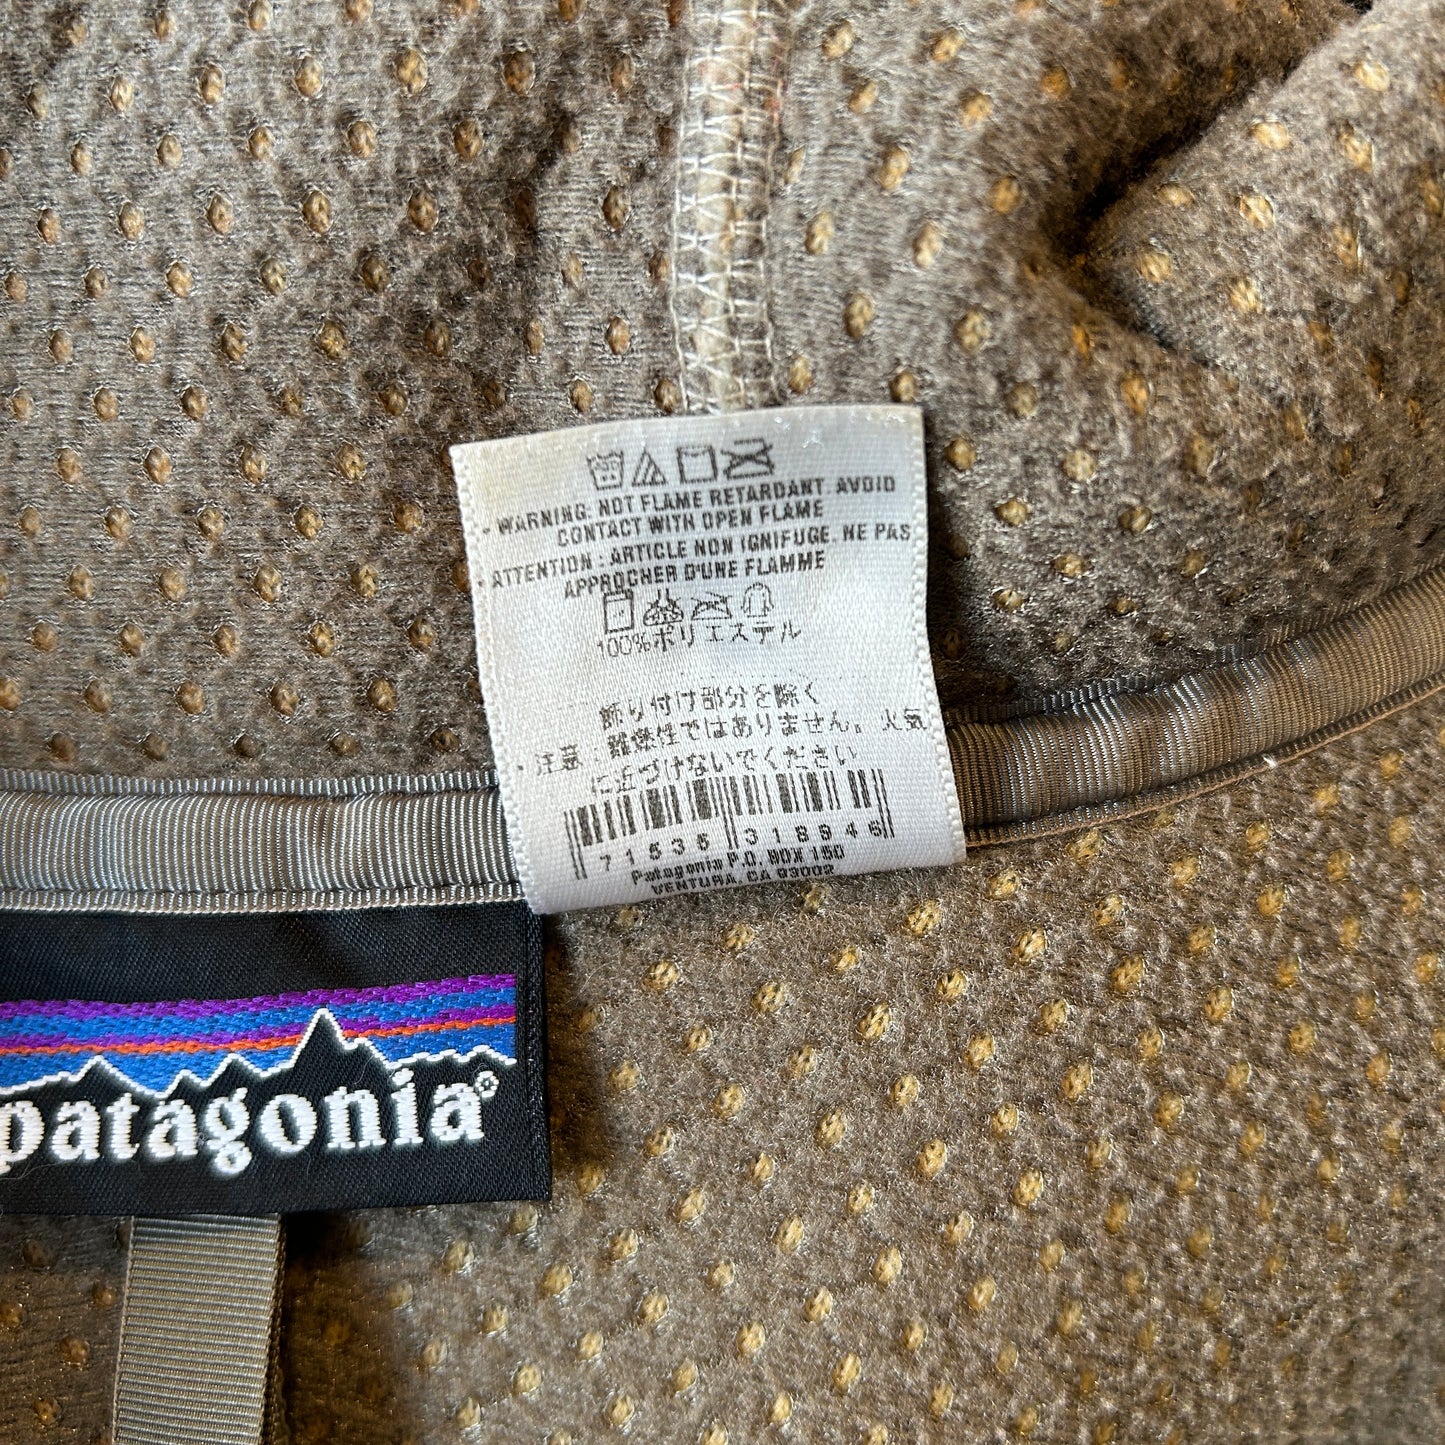 - WARNING: NOT FLAME RETARDANT. AVOID
CONTACT WITH OPEN FLAME
- ATTENTION : ARTICLE NON IGNIFUGE. NE PAS
APPROCHER D'UNE FLAMME
100%ポリエステル
飾り付け部分を除く
・注意：難燃性ではありません。火気
に近づけないでください
71535 318946
Patagonia P.O. BOX 150
VENTURA, CA 93002
patagonia®